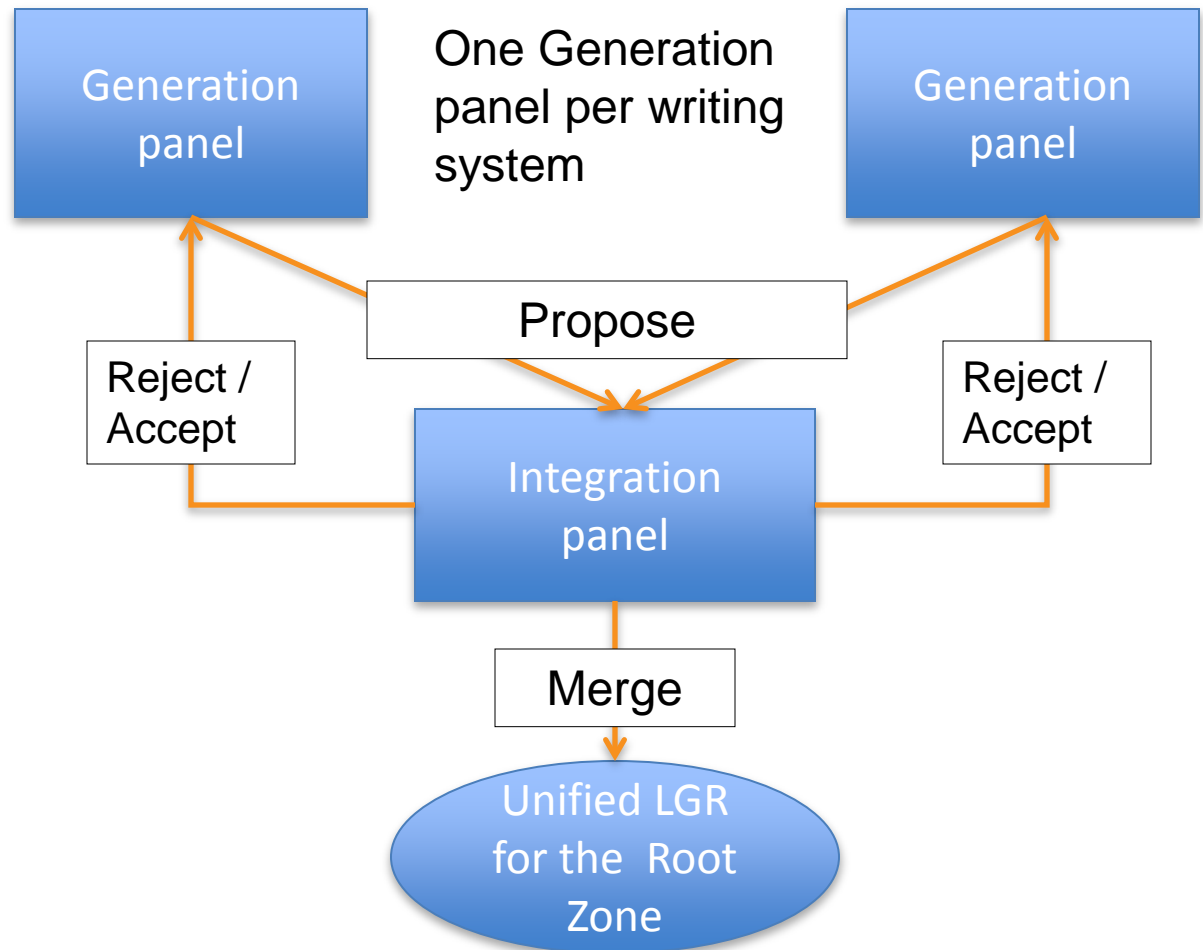 Generation
panel
One Generation
panel per writing
system
Generation
panel
Propose
Reject /
Accept
Reject /
Accept
Integration
panel
Merge
Unified LGR
for the Root
Zone